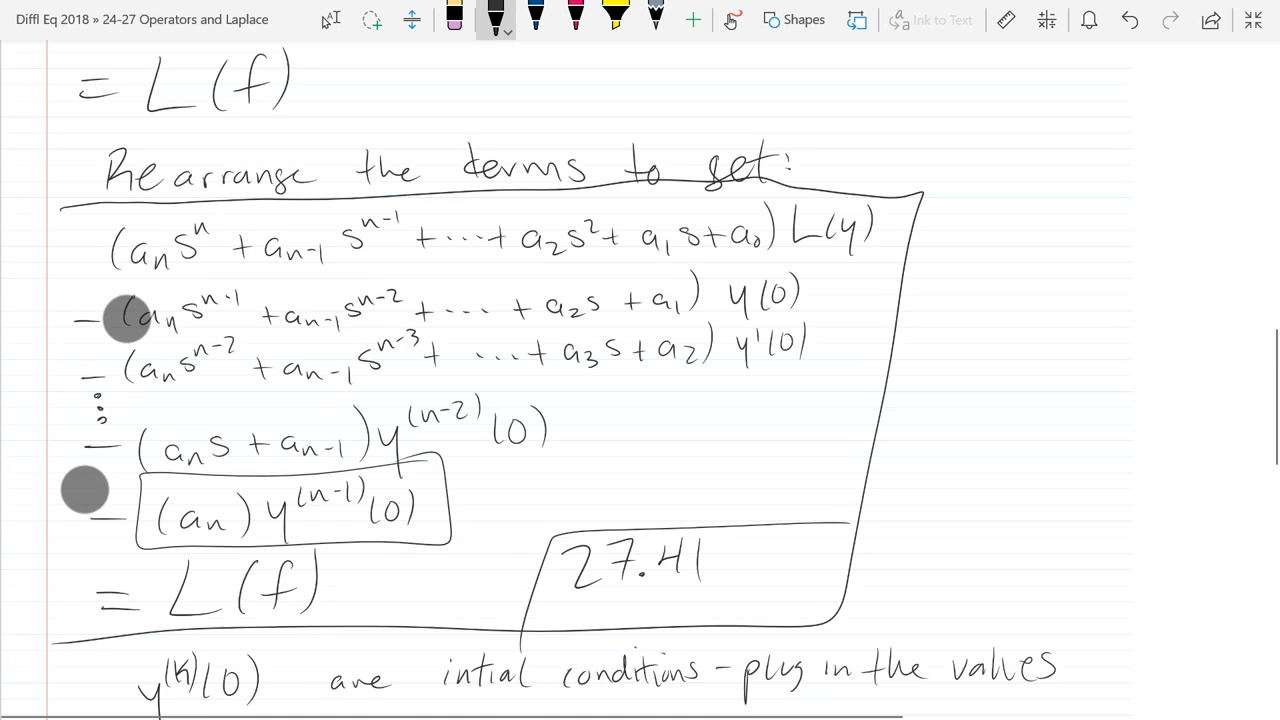 Diffl Eq 2018 » 24-27 Operators and Laplace
Shapes
Ink to Text
= L(f)
Rearrange the terms to get:
(aₙsⁿ + aₙ₋₁ sⁿ⁻¹ + ... + a₂s² + a₁s + a₀) L(y)
- (aₙsⁿ⁻¹ + aₙ₋₁sⁿ⁻² + ... + a₂s + a₁) y(0)
- (aₙsⁿ⁻² + aₙ₋₁sⁿ⁻³ + ... + a₃s + a₂) y'(0)
⋮
- (aₙs + aₙ₋₁) y⁽ⁿ⁻²⁾(0)
- (aₙ) y⁽ⁿ⁻¹⁾(0)
= L(f)
27.41
y⁽ᵏ⁾(0) are intial conditions - plug in the values